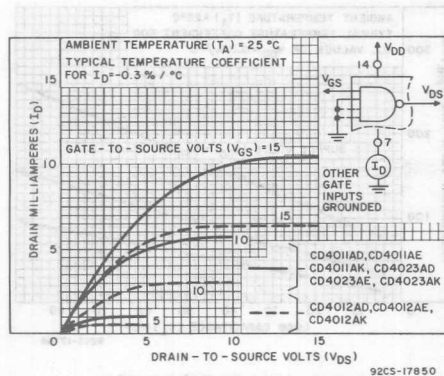 AMBIENT TEMPERATURE (TA) = 25 °C
TYPICAL TEMPERATURE COEFFICIENT
FOR ID = -0.3 % / °C
GATE-TO-SOURCE VOLTS (VGS) = 15
15
10
5
DRAIN MILLIAMPERES (ID)
15
10
10
5
0
5
10
15
DRAIN-TO-SOURCE VOLTS (VDS)
VDD
14
VGS
VDS
7
ID
OTHER
GATE
INPUTS
GROUNDED
CD4011AD, CD4011AE
CD4011AK, CD4023AD
CD4023AE, CD4023AK
CD4012AD, CD4012AE,
CD4012AK
92CS-17850